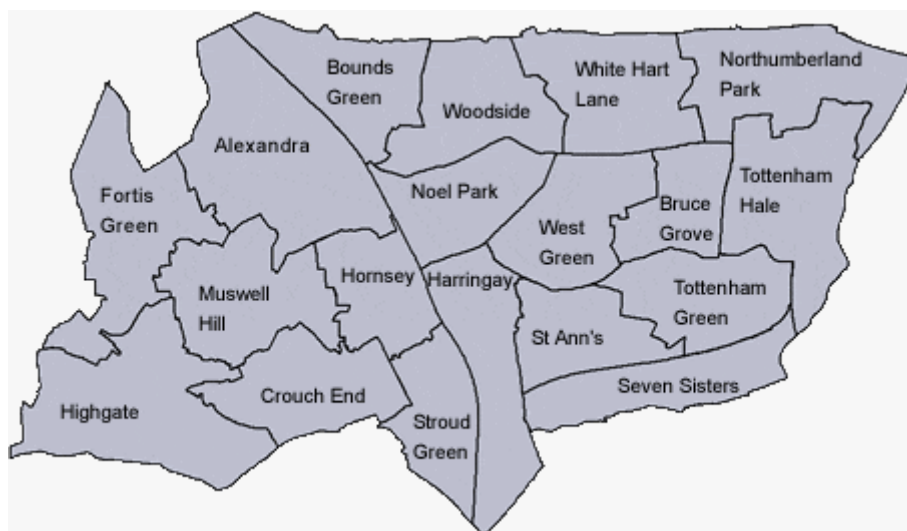 Bounds
Green
White Hart
Lane
Northumberland
Park
Woodside
Alexandra
Fortis
Green
Noel Park
Tottenham
Hale
Bruce
Grove
West
Green
Hornsey
Harringay
Muswell
Hill
Tottenham
Green
St Ann's
Seven Sisters
Crouch End
Highgate
Stroud
Green